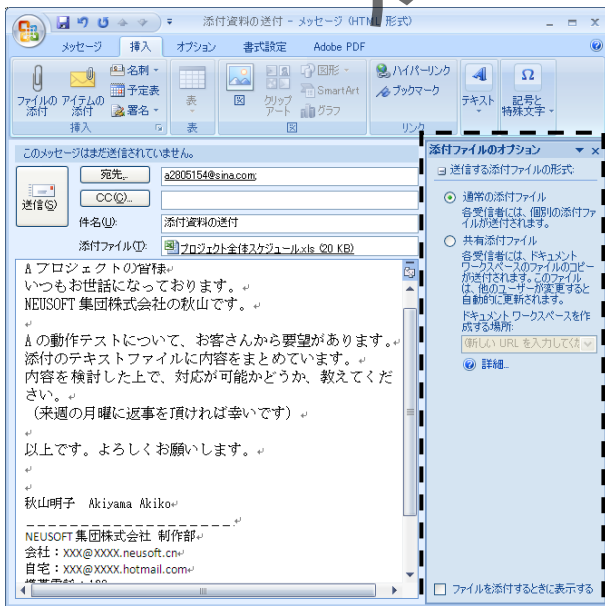 添付資料の送付 - メッセージ (HTML 形式)
メッセージ 挿入 オプション 書式設定 Adobe PDF
ファイルの添付
アイテムの添付
名刺
予定表
署名
表
図
クリップアート
図形
SmartArt
グラフ
ハイパーリンク
ブックマーク
テキスト
記号と特殊文字
挿入 表 図 リンク
このメッセージはまだ送信されていません。
送信(S)
宛先... a2805154@sina.com;
CC(C)...
件名(U): 添付資料の送付
添付ファイル(T): プロジェクト全体スケジュール.xls (20 KB)
Aプロジェクトの皆様
いつもお世話になっております。
NEUSOFT 集団株式会社の秋山です。
Aの動作テストについて、お客さんから要望があります。
添付のテキストファイルに内容をまとめています。
内容を検討した上で、対応が可能かどうか、教えてくだ
さい。
(来週の月曜に返事を頂ければ幸いです)
以上です。よろしくお願いします。
秋山明子 Akiyama Akiko
NEUSOFT 集団株式会社 制作部
会社:XXX@XXXX.neusoft.cn
自宅:XXX@XXXX.hotmail.com
添付ファイルのオプション
送信する添付ファイルの形式:
通常の添付ファイル
各受信者には、個別の添付ファ
イルが送付されます。
共有添付ファイル
各受信者には、ドキュメント
ワークスペースのファイルのコピー
が送付されます。このファイル
は、他のユーザーが変更すると
自動的に更新されます。
ドキュメント ワークスペースを作
成する場所:
(新しい URL を入力してくだ
詳細...
ファイルを添付するときに表示する